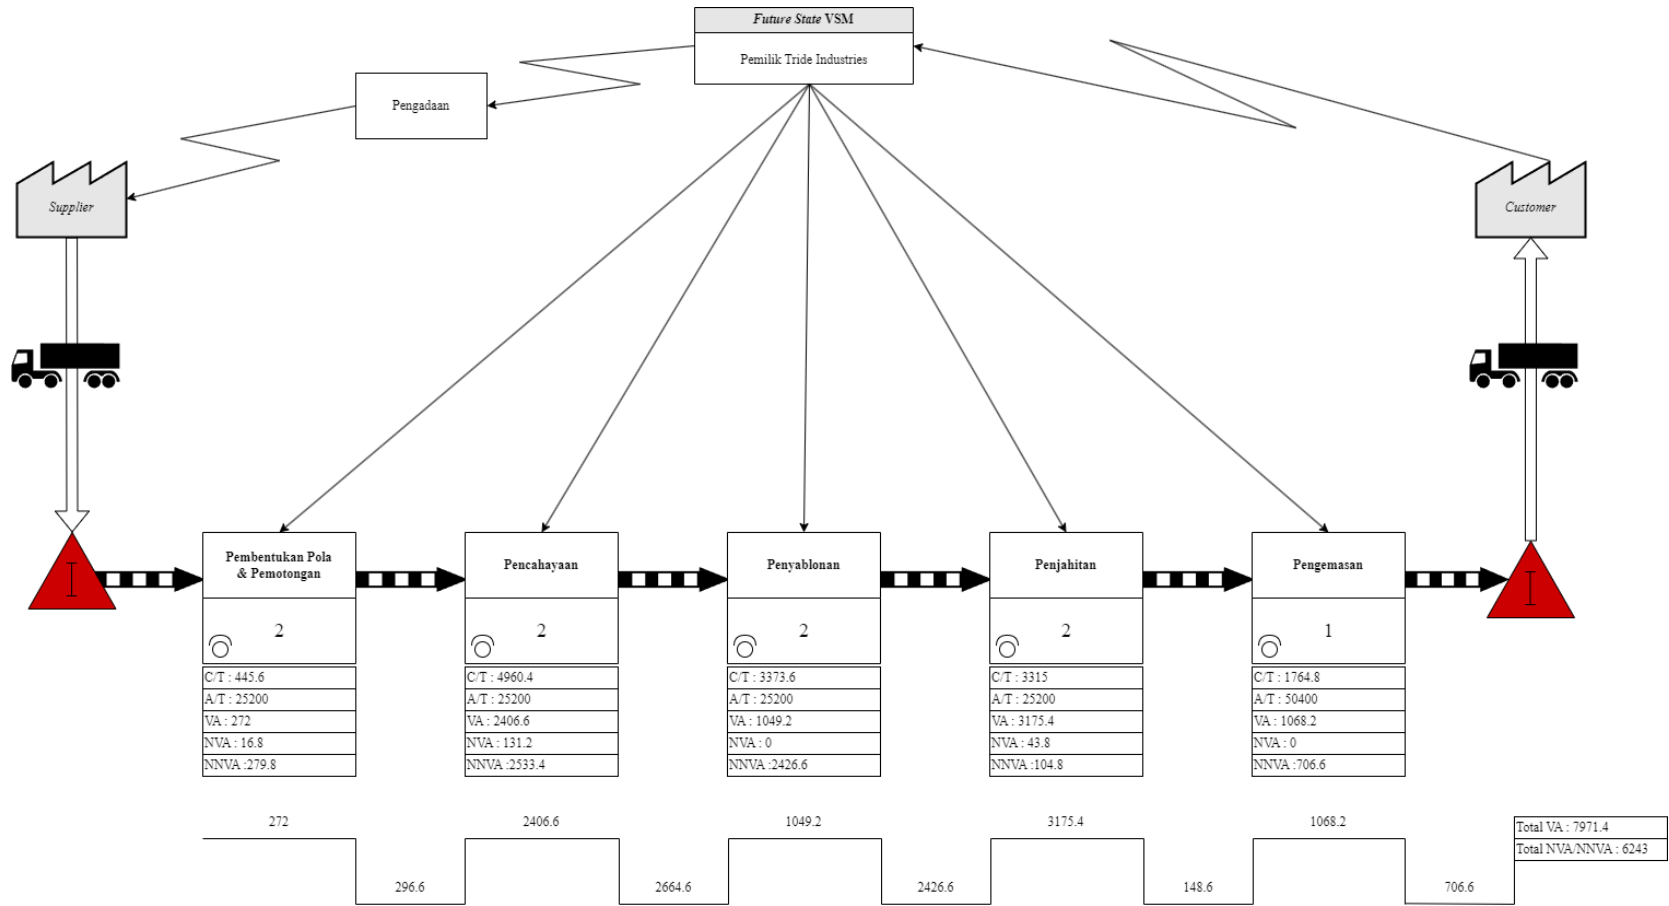 Future State VSM
Pemilik Tride Industries
Pengadaan
Supplier
Customer
I
Pembentukan Pola
& Pemotongan
2
C/T : 445.6
A/T : 25200
VA : 272
NVA : 16.8
NNVA :279.8
Pencahayaan
2
C/T : 4960.4
A/T : 25200
VA : 2406.6
NVA : 131.2
NNVA :2533.4
Penyablonan
2
C/T : 3373.6
A/T : 25200
VA : 1049.2
NVA : 0
NNVA :2426.6
Penjahitan
2
C/T : 3315
A/T : 25200
VA : 3175.4
NVA : 43.8
NNVA :104.8
Pengemasan
1
C/T : 1764.8
A/T : 50400
VA : 1068.2
NVA : 0
NNVA :706.6
I
272
2406.6
1049.2
3175.4
1068.2
296.6
2664.6
2426.6
148.6
706.6
Total VA : 7971.4
Total NVA/NNVA : 6243